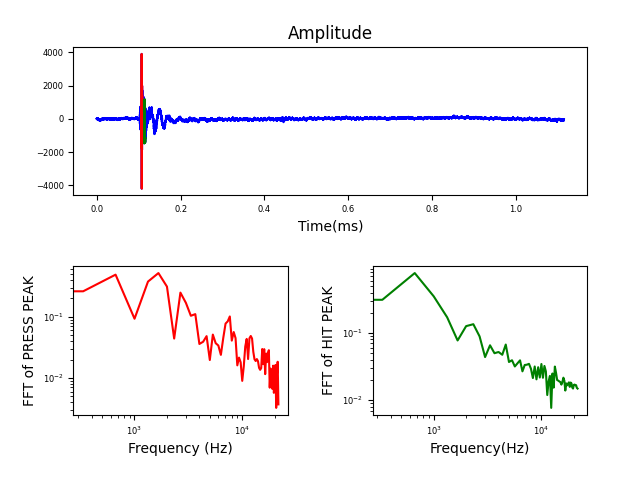 Amplitude
4000
2000
0
−2000
−4000
0.0 0.2 0.4 0.6 0.8 1.0
Time(ms)
FFT of PRESS PEAK
10⁻¹
10⁻²
10³ 10⁴
Frequency (Hz)
FFT of HIT PEAK
10⁻¹
10⁻²
10³ 10⁴
Frequency(Hz)